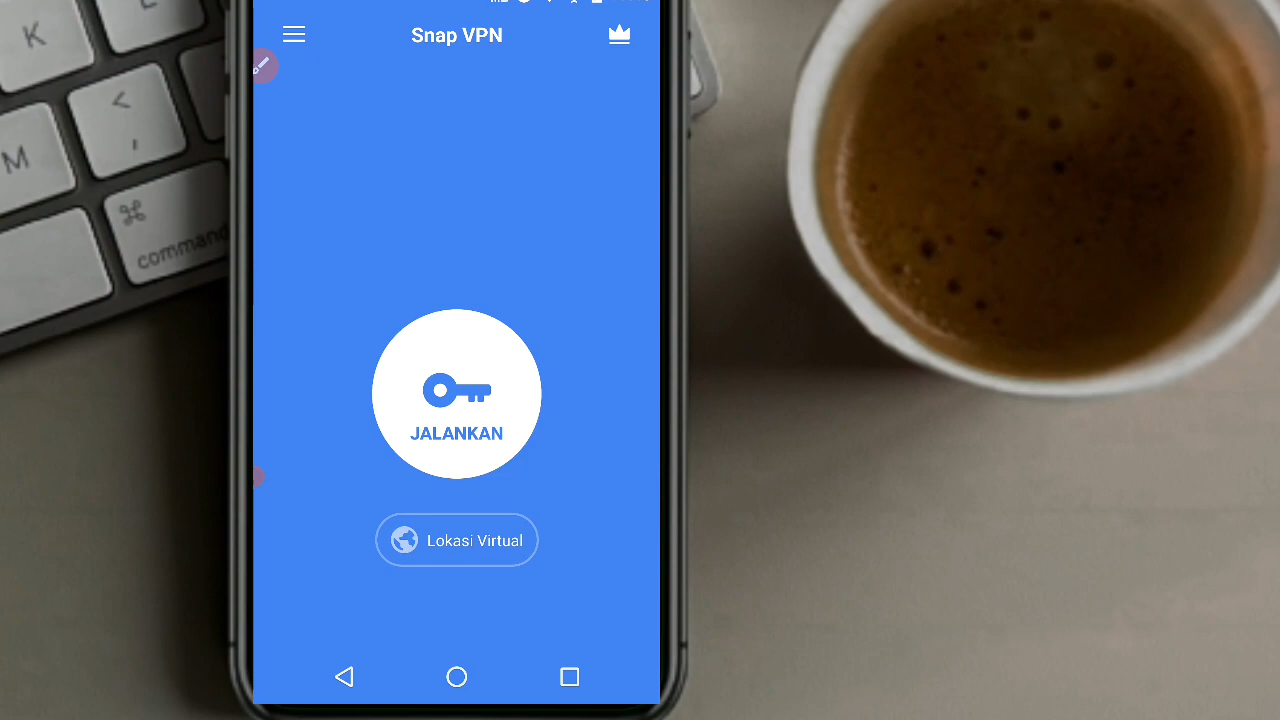 K
L
Snap VPN
<
,
M
⌘
command
JALANKAN
Lokasi Virtual